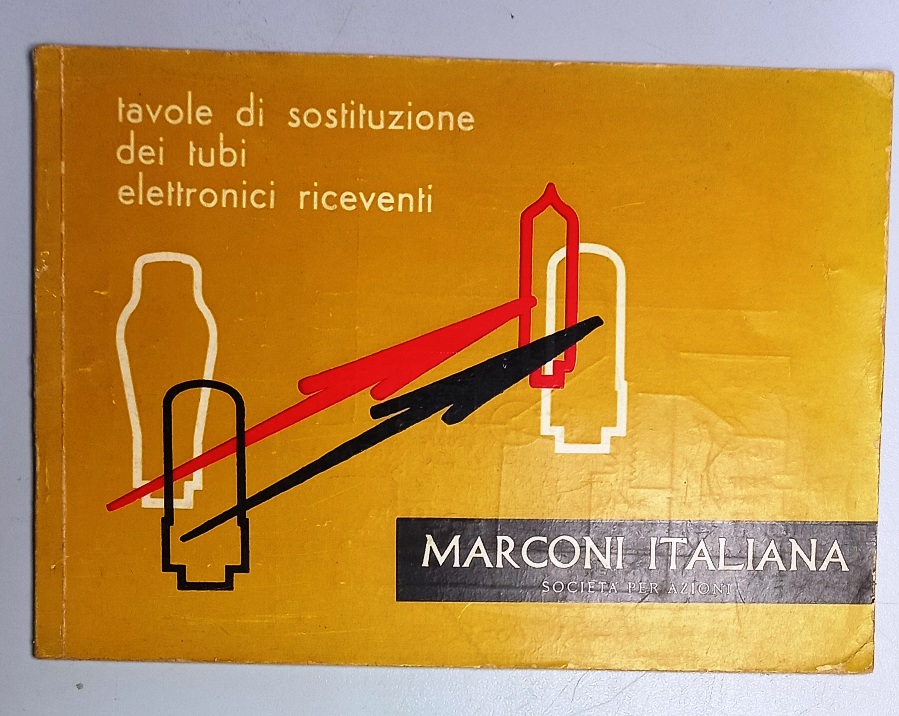 tavole di sostituzione
dei tubi
elettronici riceventi
MARCONI ITALIANA
SOCIETÀ PER AZIONI